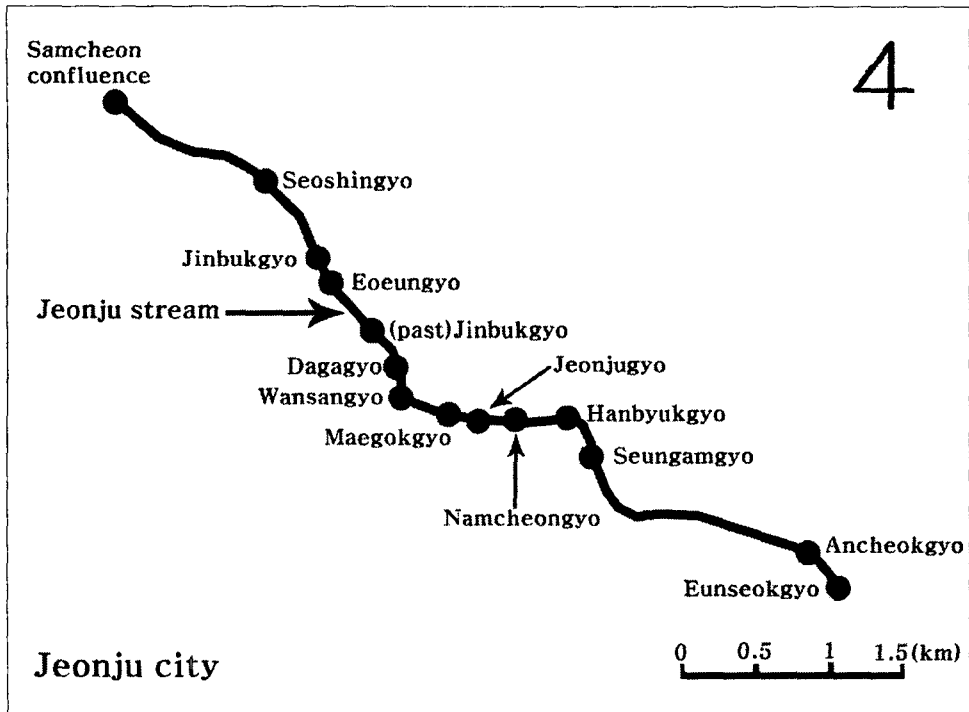 Samcheon
confluence
4
Seoshingyo
Jinbukgyo
Eoeungyo
Jeonju stream
(past)Jinbukgyo
Dagagyo
Jeonjugyo
Wansangyo
Hanbyukgyo
Maegokgyo
Seungamgyo
Namcheongyo
Ancheokgyo
Eunseokgyo
Jeonju city
0 0.5 1 1.5(km)